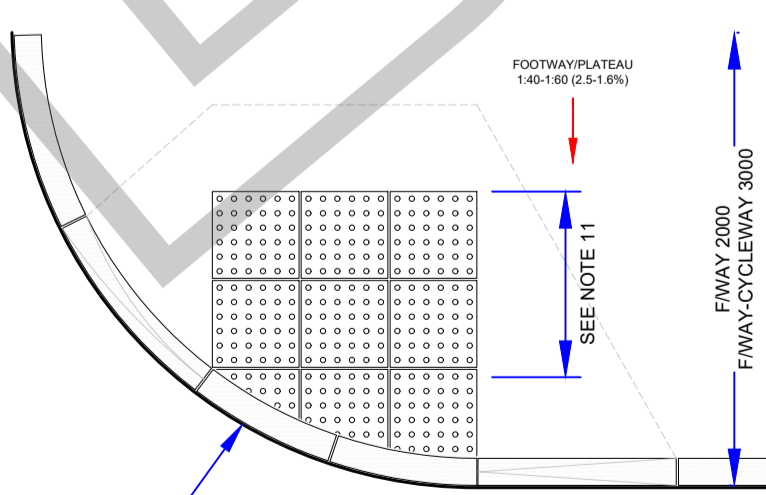 FOOTWAY/PLATEAU
1:40-1:60 (2.5-1.6%)
SEE NOTE 11
F/WAY 2000
F/WAY-CYCLEWAY 3000